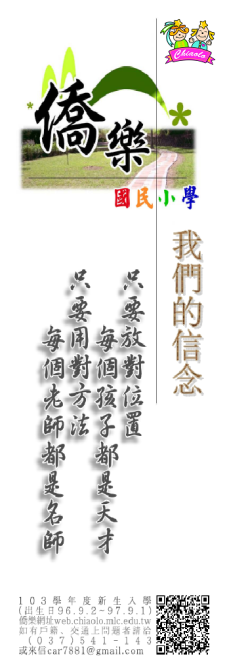 Chiaolo
僑樂
國民小學
我們的信念
只要放對位置
每個孩子都是天才
只要用對方法
每個老師都是名師
103學年度新生入學
(出生日96.9.2~97.9.1)
僑樂網址web.chiaolo.mlc.edu.tw
如有戶籍、交通上問題者請洽
(037)541-143
或來信car7881@gmail.com